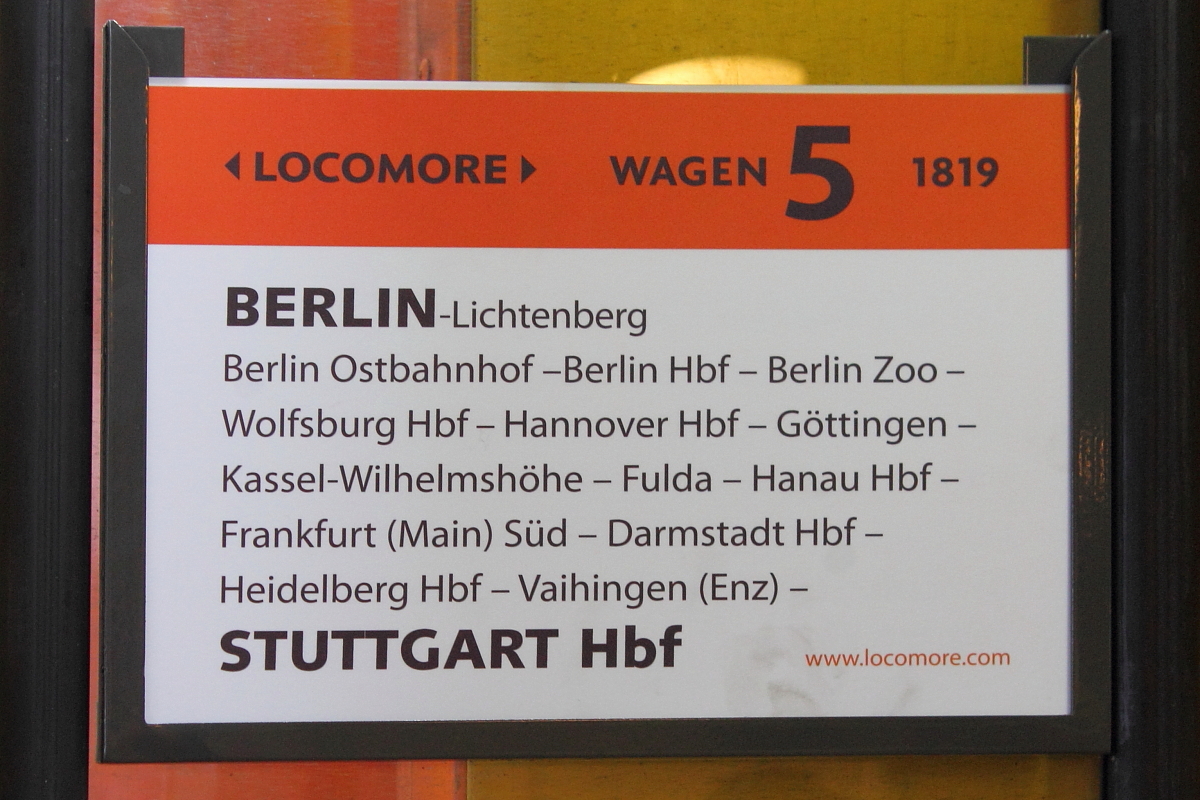 LOCOMORE WAGEN 5 1819
BERLIN-Lichtenberg
Berlin Ostbahnhof –Berlin Hbf – Berlin Zoo –
Wolfsburg Hbf – Hannover Hbf – Göttingen –
Kassel-Wilhelmshöhe – Fulda – Hanau Hbf –
Frankfurt (Main) Süd – Darmstadt Hbf –
Heidelberg Hbf – Vaihingen (Enz) –
STUTTGART Hbf
www.locomore.com